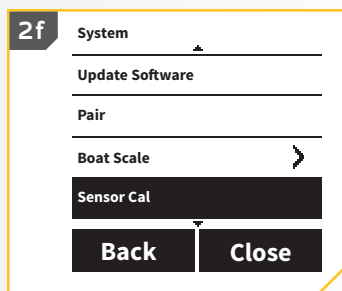 2f
System
Update Software
Pair
Boat Scale
Sensor Cal
Back Close